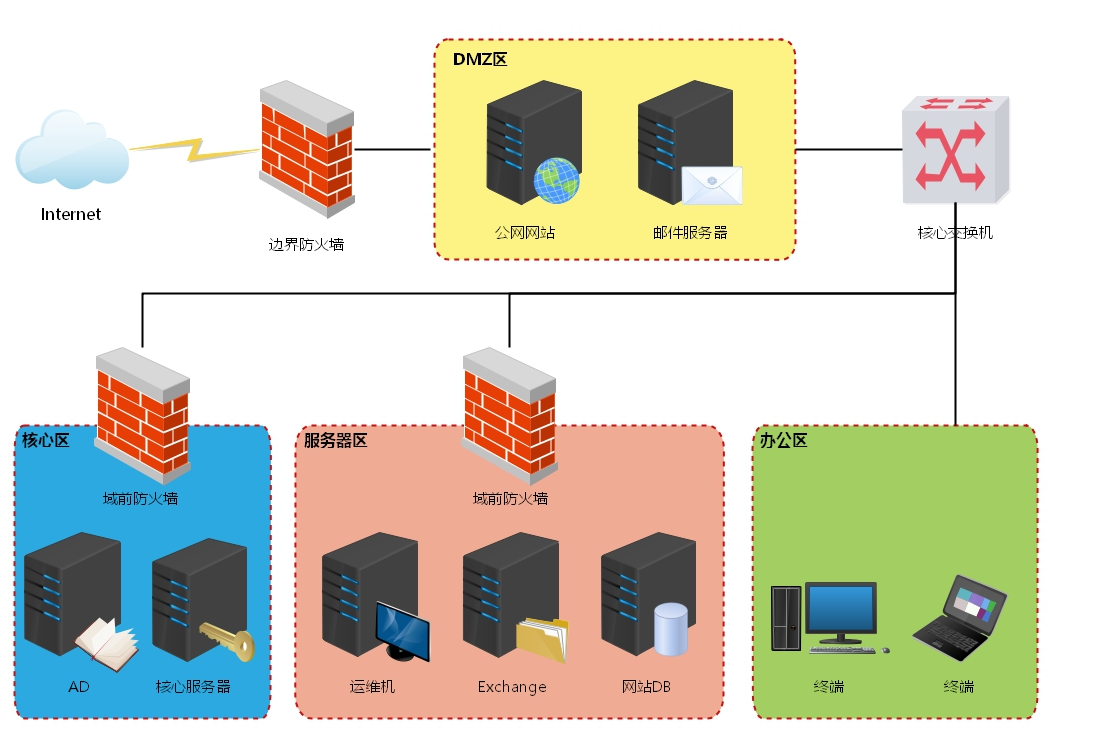 DMZ区
Internet
边界防火墙
公网网站
邮件服务器
核心交换机
核心区
服务器区
办公区
域前防火墙
域前防火墙
AD
核心服务器
运维机
Exchange
网站DB
终端
终端